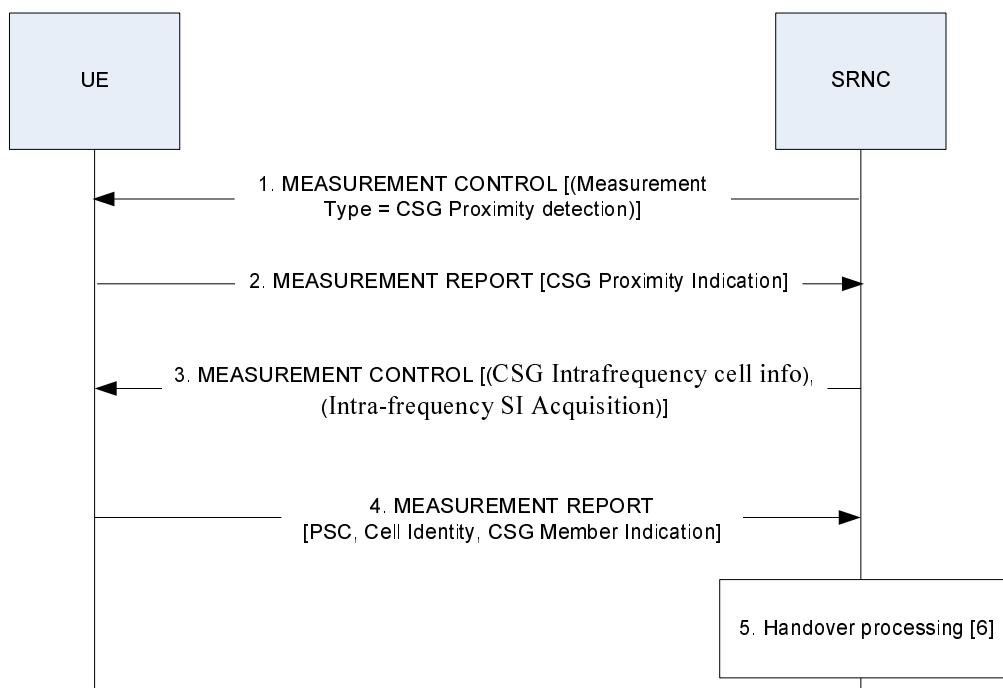 UE
SRNC
1. MEASUREMENT CONTROL [(Measurement
Type = CSG Proximity detection)]
2. MEASUREMENT REPORT [CSG Proximity Indication]
3. MEASUREMENT CONTROL [(CSG Intrafrequency cell info),
(Intra-frequency SI Acquisition)]
4. MEASUREMENT REPORT
[PSC, Cell Identity, CSG Member Indication]
5. Handover processing [6]